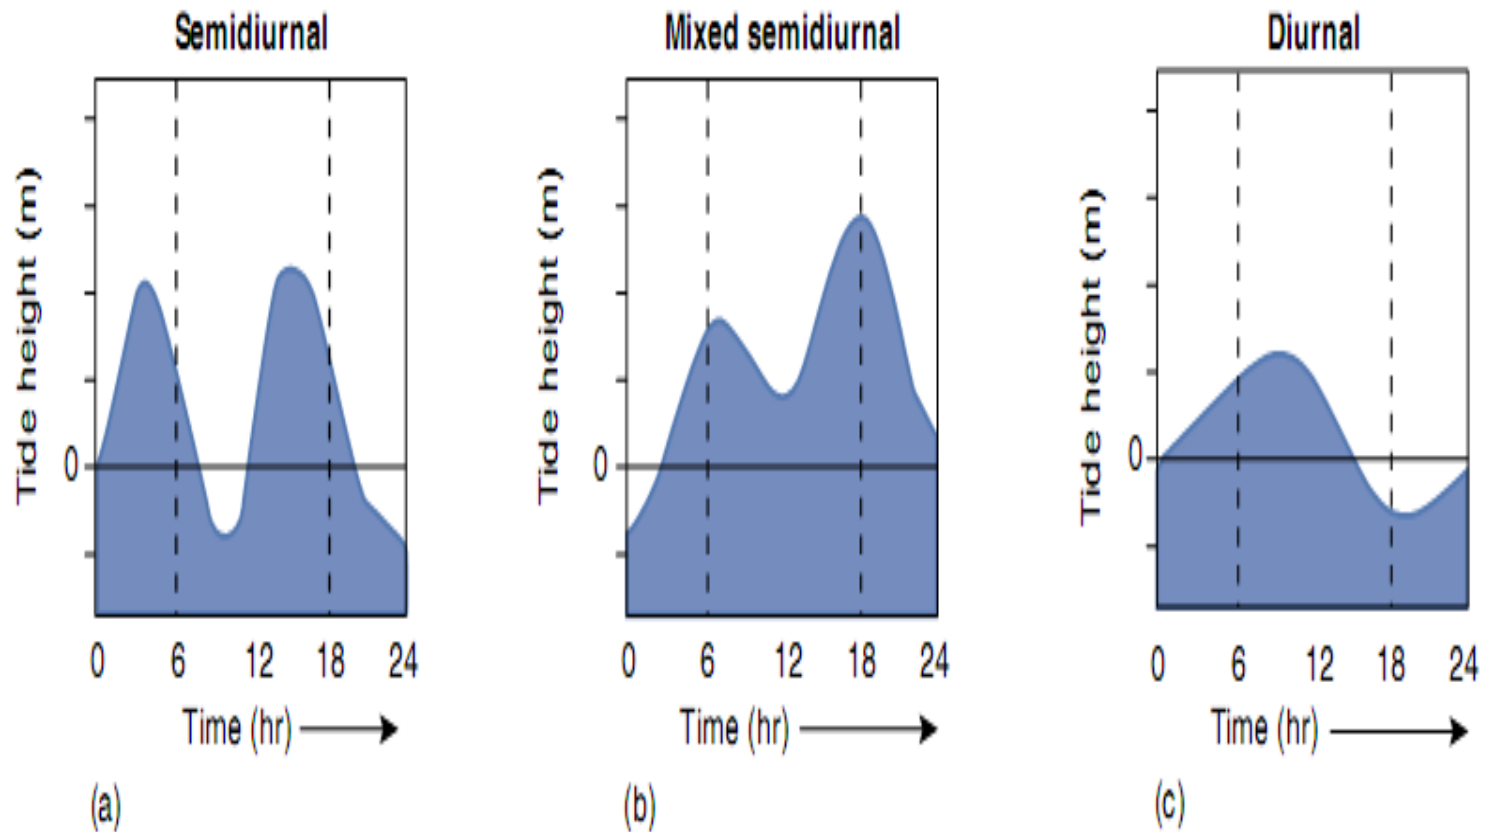 Semidiurnal
Tide height (m)
0
0 6 12 18 24
Time (hr)
(a)
Mixed semidiurnal
Tide height (m)
0
0 6 12 18 24
Time (hr)
(b)
Diurnal
Tide height (m)
0
0 6 12 18 24
Time (hr)
(c)